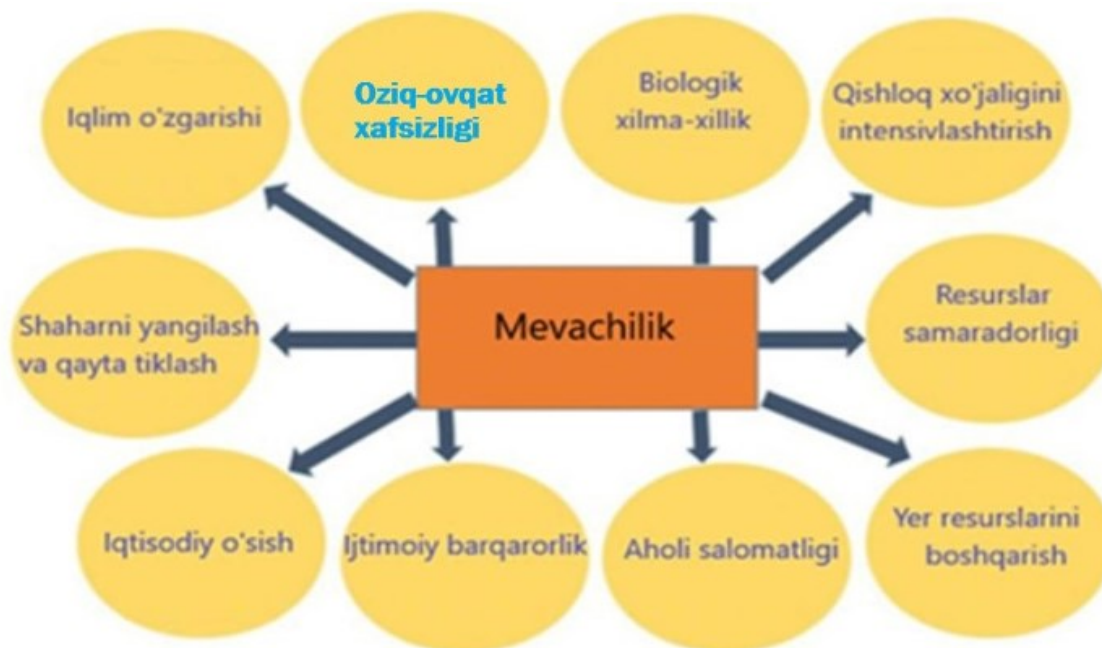 Iqlim o'zgarishi
Oziq-ovqat
xafsizligi
Biologik
xilma-xillik
Qishloq xo'jaligini
intensivlashtirish
Shaharni yangilash
va qayta tiklash
Mevachilik
Resurslar
samaradorligi
Iqtisodiy o'sish
Ijtimoiy barqarorlik
Aholi salomatligi
Yer resurslarini
boshqarish